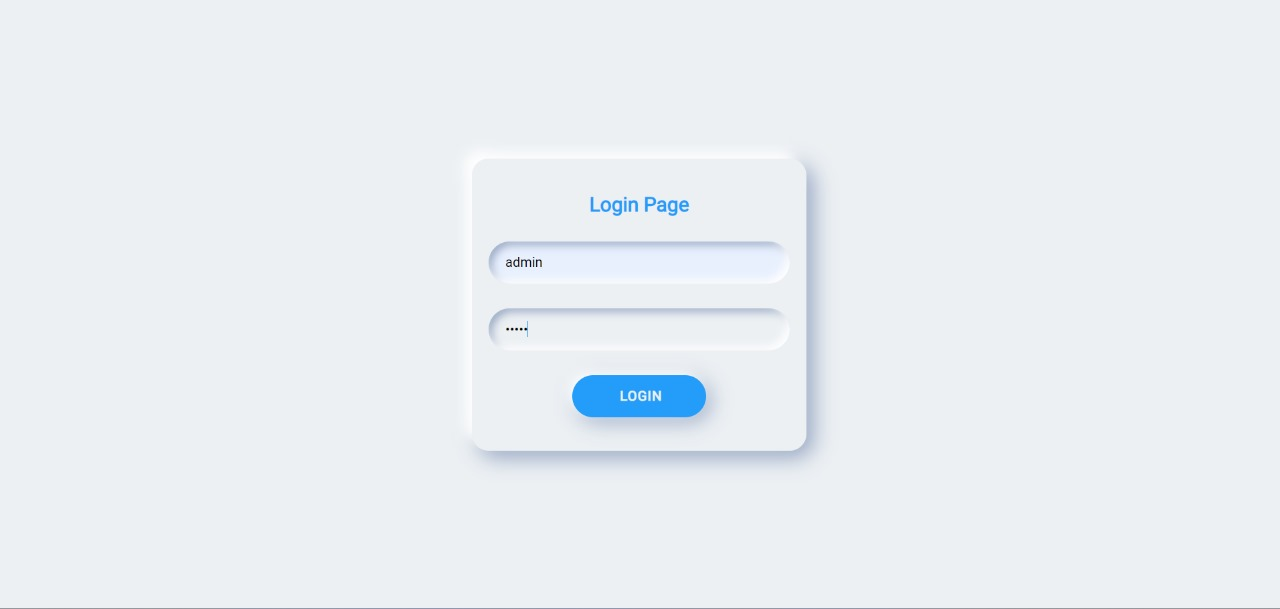 Login Page
admin
•••••
LOGIN